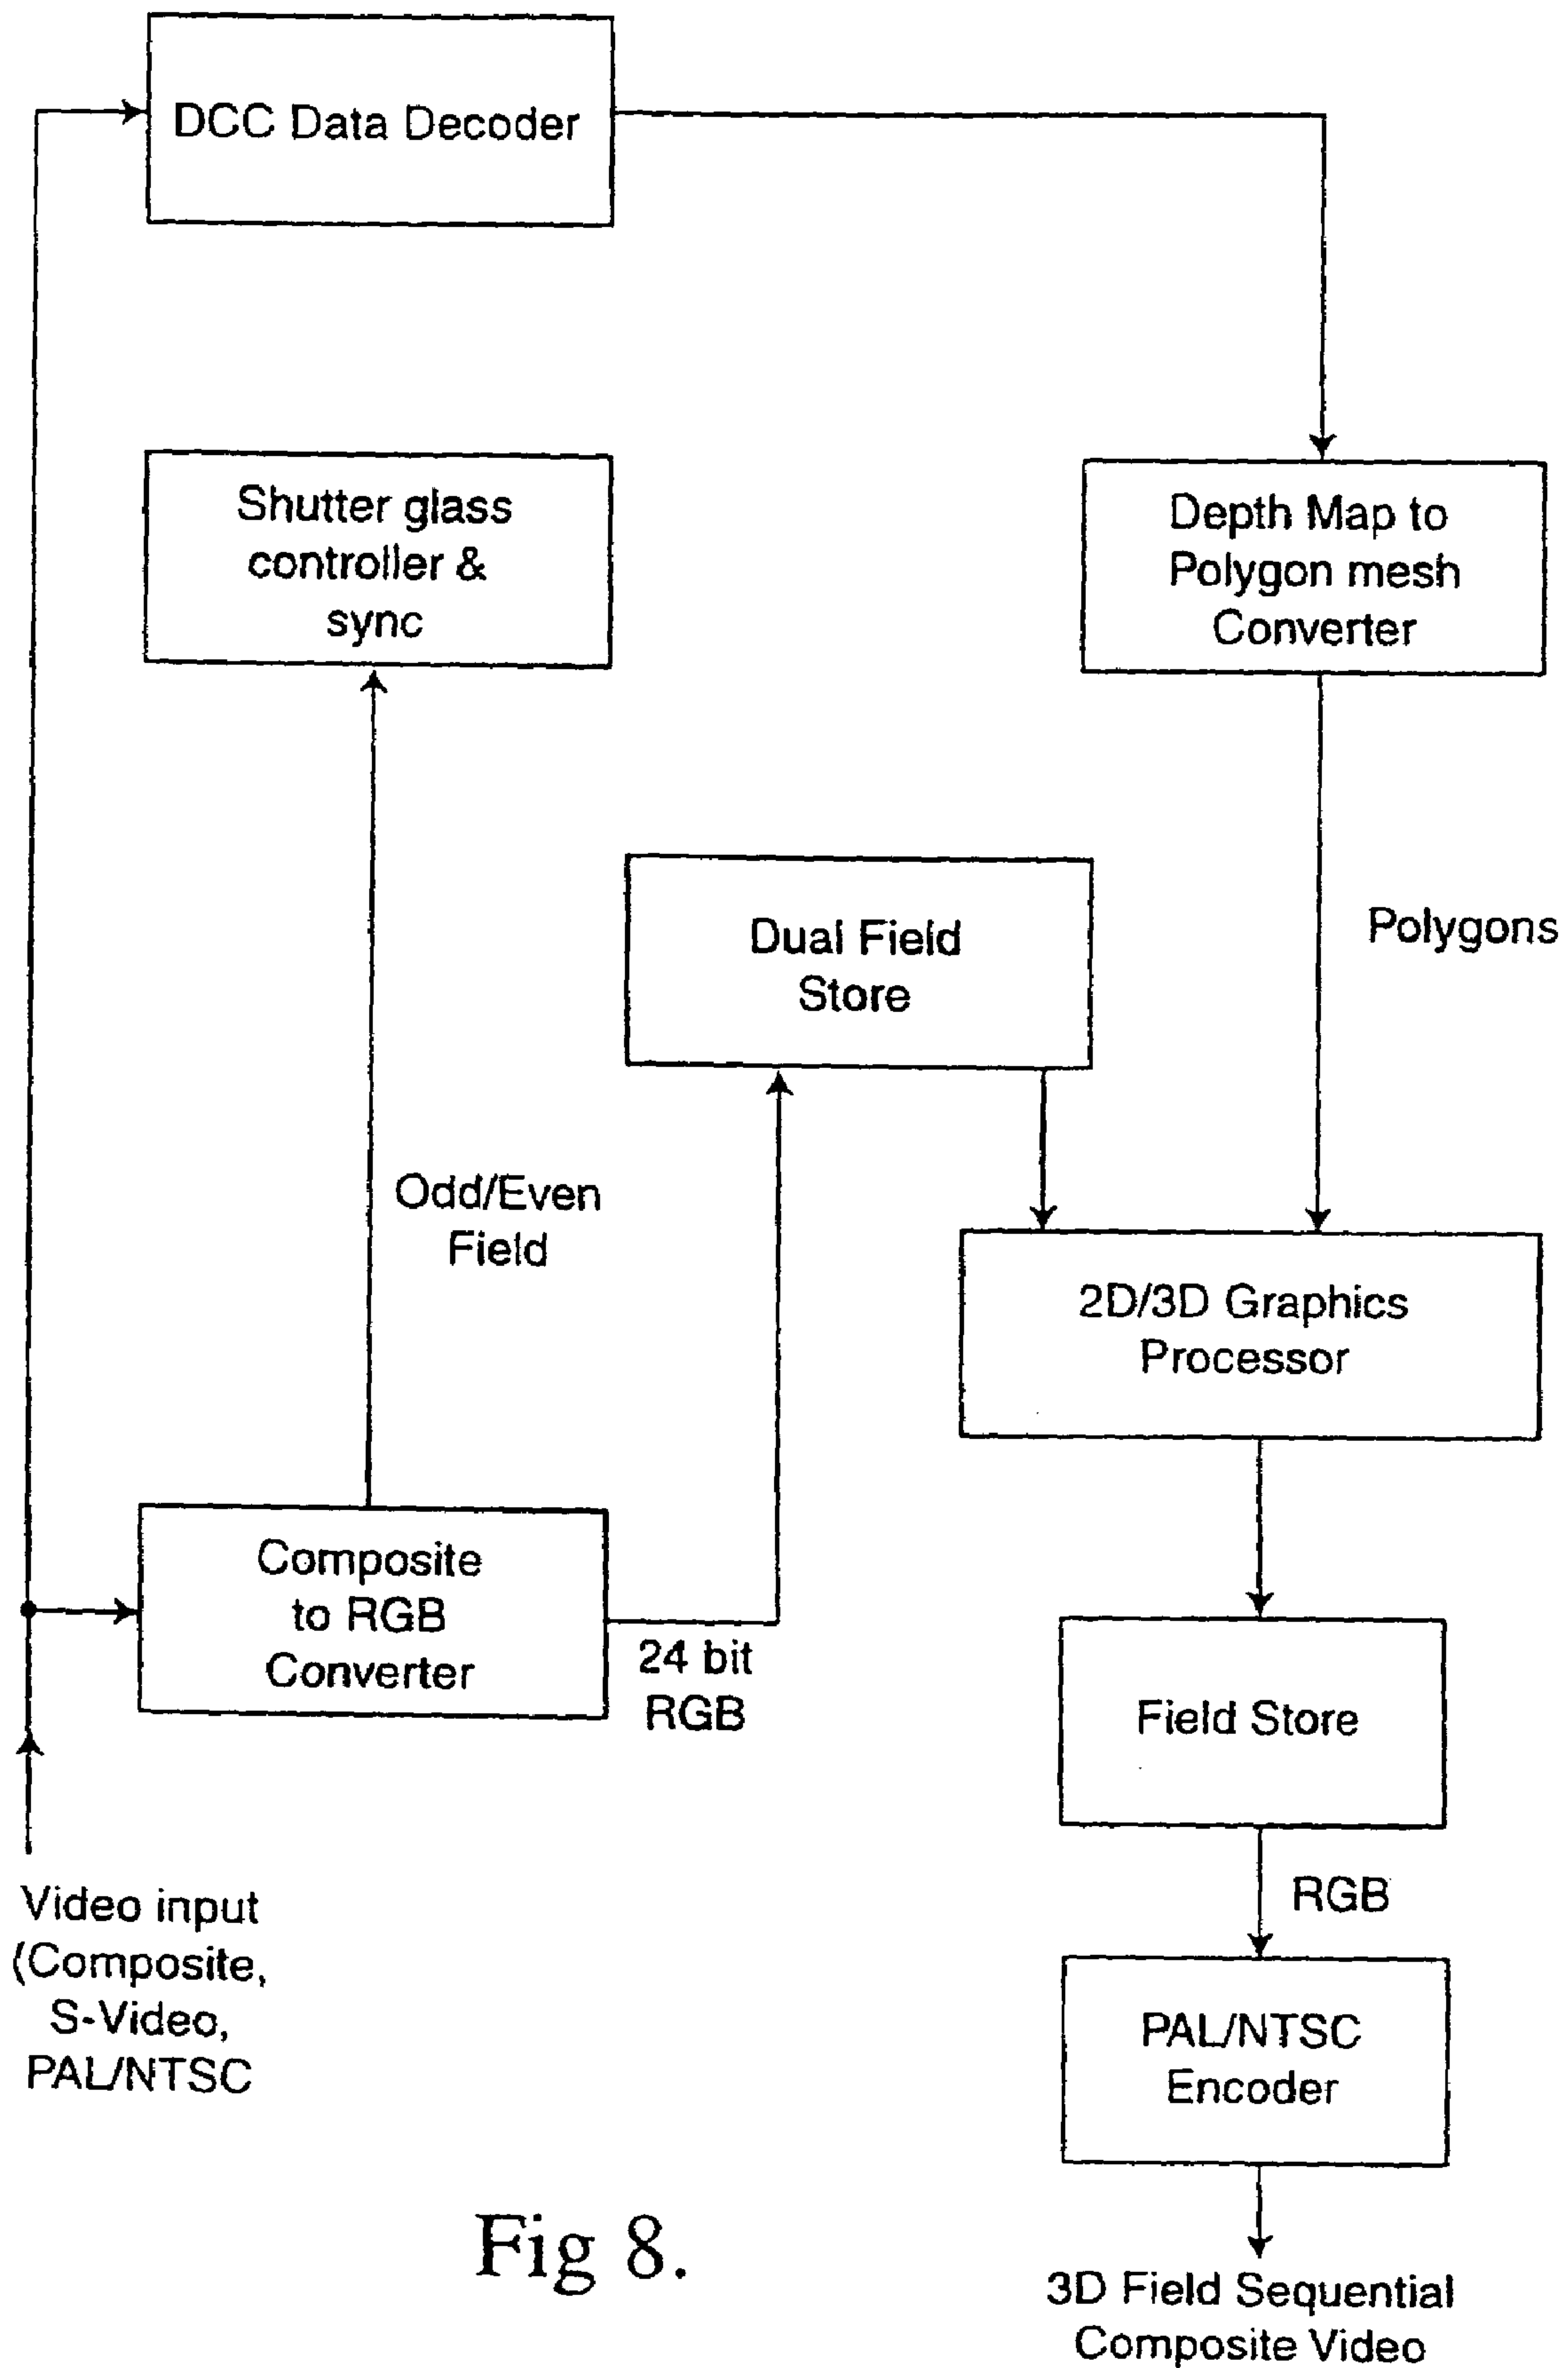 DCC Data Decoder
Shutter glass
controller &
sync
Depth Map to
Polygon mesh
Converter
Dual Field
Store
Polygons
Odd/Even
Field
2D/3D Graphics
Processor
Composite
to RGB
Converter
24 bit
RGB
Field Store
RGB
Video input
(Composite,
S-Video,
PAL/NTSC
PAL/NTSC
Encoder
Fig 8.
3D Field Sequential
Composite Video